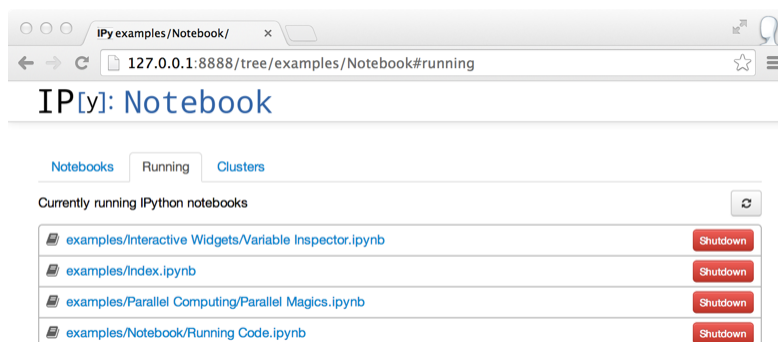 IPy examples/Notebook/
127.0.0.1:8888/tree/examples/Notebook#running
IP[y]: Notebook
Notebooks Running Clusters
Currently running IPython notebooks
examples/Interactive Widgets/Variable Inspector.ipynb Shutdown
examples/Index.ipynb Shutdown
examples/Parallel Computing/Parallel Magics.ipynb Shutdown
examples/Notebook/Running Code.ipynb Shutdown